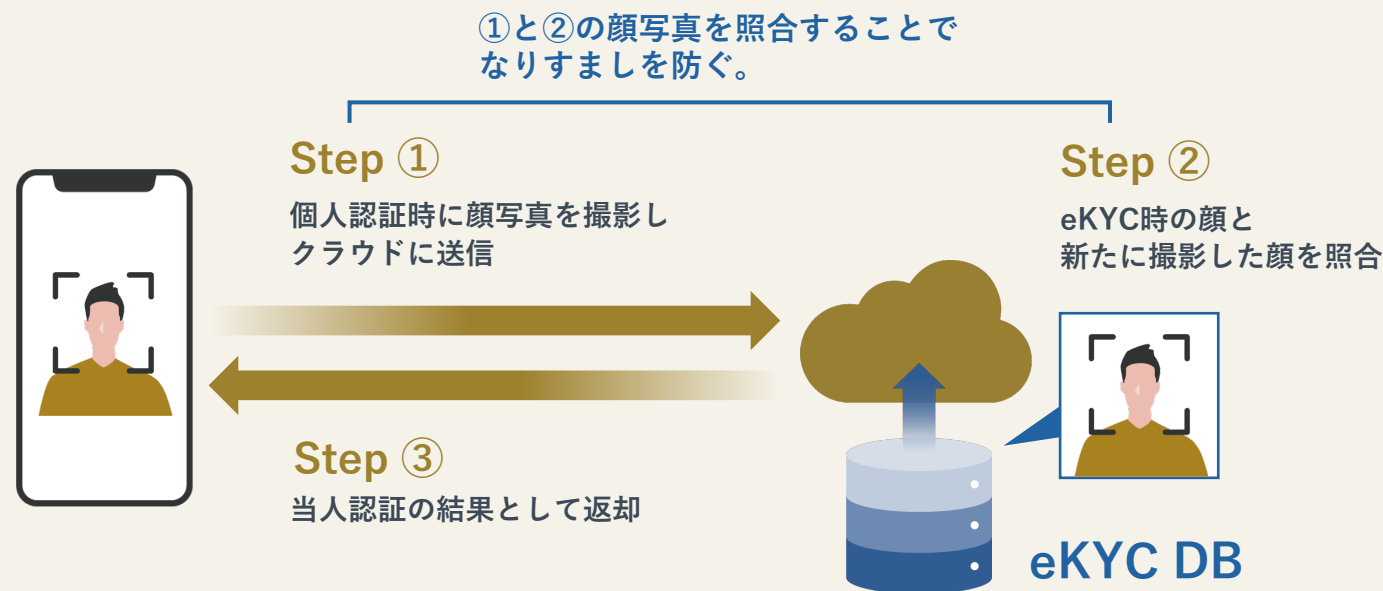 ①と②の顔写真を照合することで
なりすましを防ぐ。
Step ①
個人認証時に顔写真を撮影し
クラウドに送信
Step ②
eKYC時の顔と
新たに撮影した顔を照合
Step ③
当人認証の結果として返却
eKYC DB